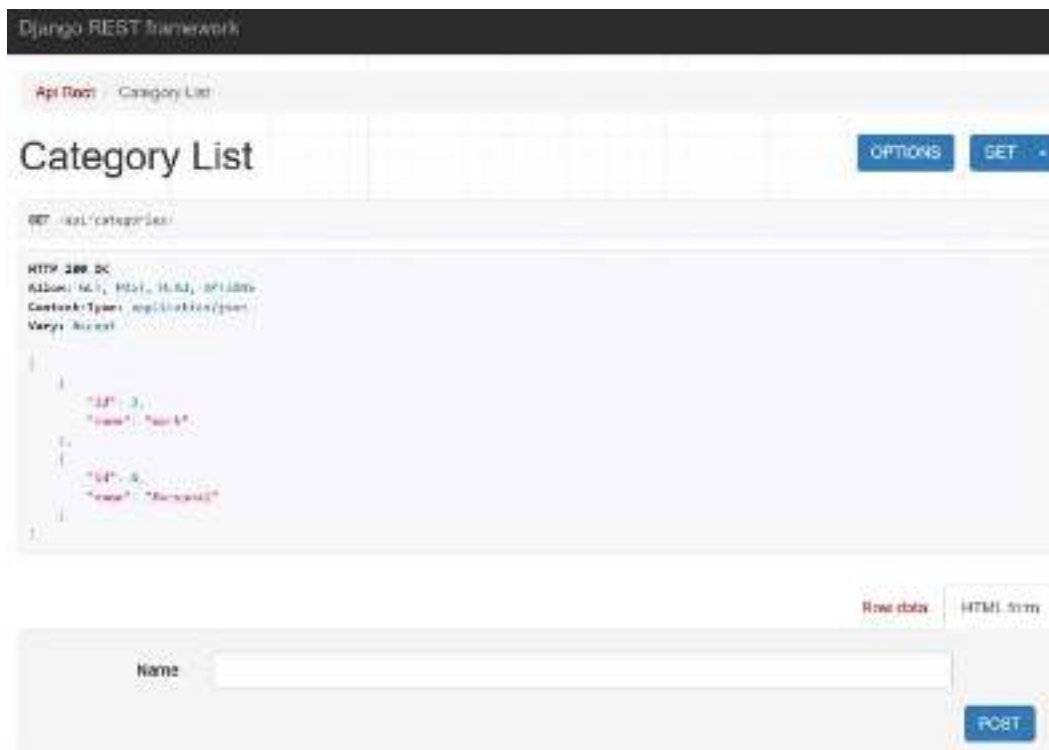 Django REST framework
Api Root / Category List
Category List
OPTIONS
GET
GET /api/categories/
HTTP 200 OK
Allow: GET, POST, HEAD, OPTIONS
Content-Type: application/json
Vary: Accept
[
{
"id":
"name": "work"
},
{
"id":
"name": "Personal"
}
]
Raw data
HTML form
Name
POST